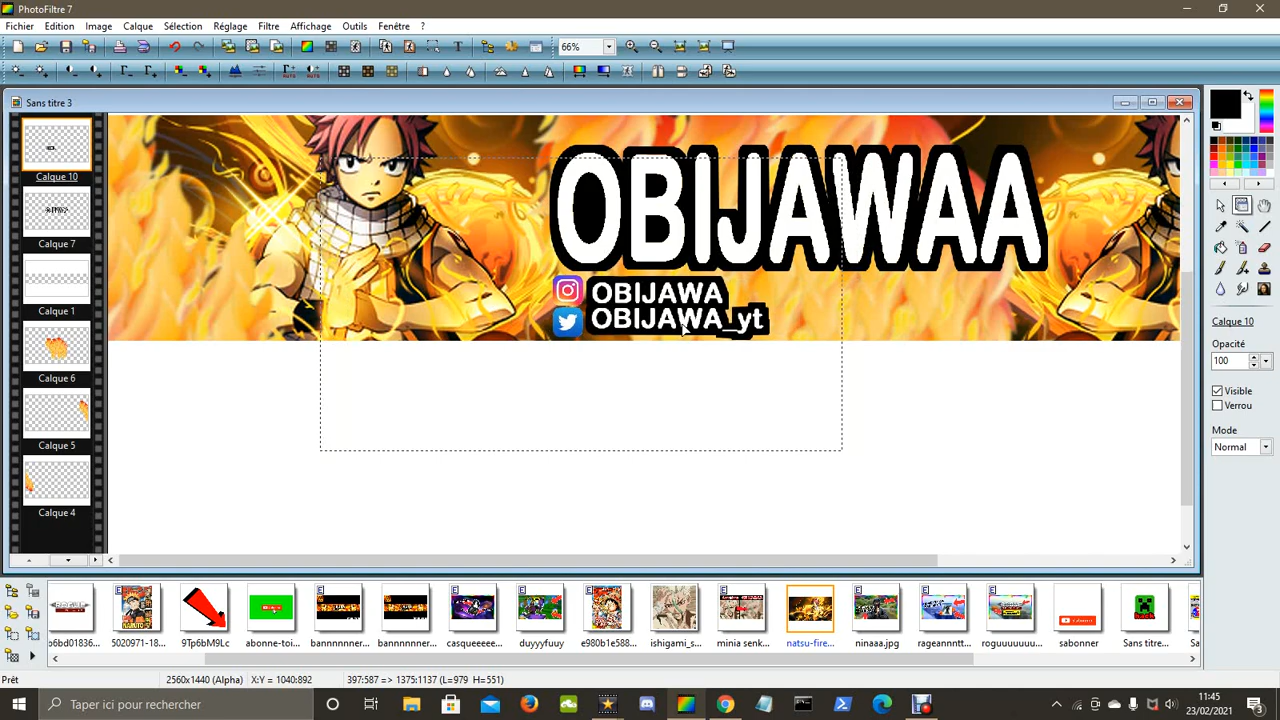 PhotoFiltre 7
Fichier Edition Image Calque Sélection Réglage Filtre Affichage Outils Fenêtre ?
66%
Sans titre 3
Calque 10
Calque 7
Calque 1
Calque 6
Calque 5
Calque 4
OBIJAWAA
OBIJAWA
OBIJAWA_yt
Calque 10
Opacité
100
Visible
Verrou
Mode
Normal
o6bd01836... 5020971-18... 9Tp6bM9Lc abonne-toi... bannnnnner... bannnnnner... casqueeeee... duyyyfuuy e980b1e588... ishigami_s... minia senk... natsu-fire... ninaaa.jpg rageannntt... roguuuuuu... sabonner Sans titre...
Prêt 2560x1440 (Alpha) X:Y = 1040:892 397:587 => 1375:1137 (L=979 H=551)
Taper ici pour rechercher
11:45
23/02/2021